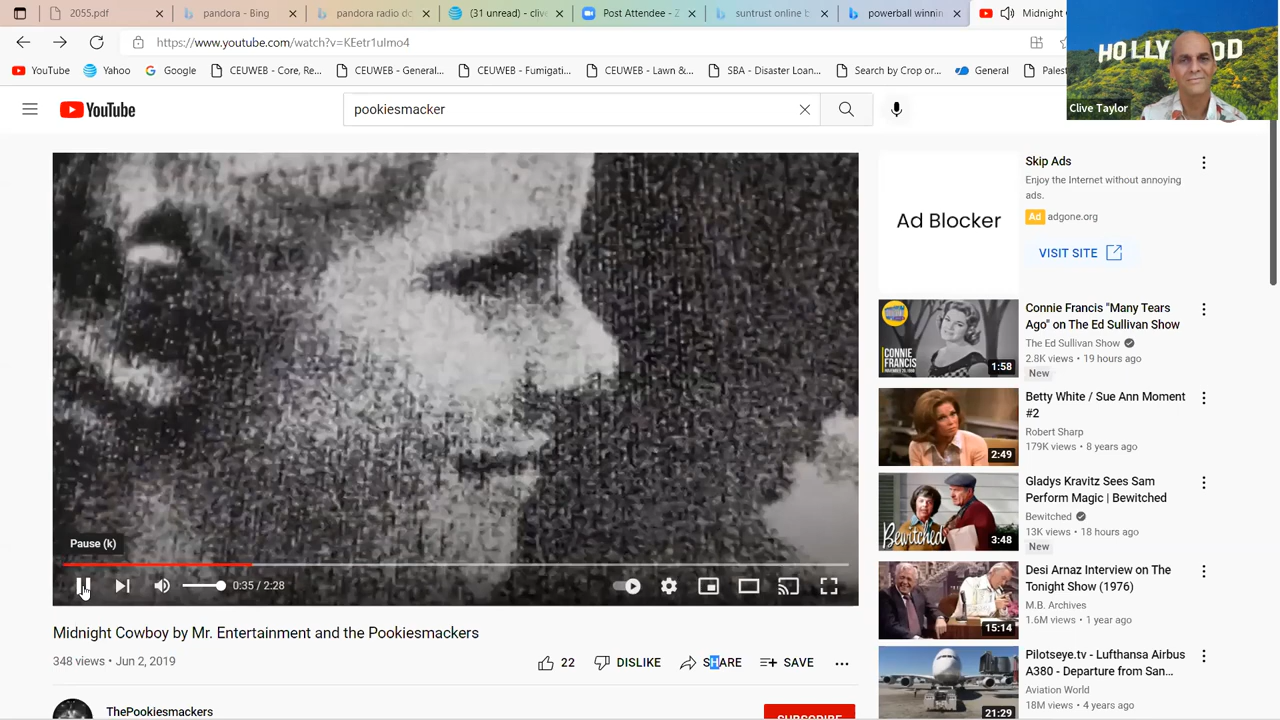 2055.pdf
pandora - Bing
pandora radio dc
(31 unread) - cliv
Post Attendee - Z
suntrust online b
powerball winnin
Midnight
https://www.youtube.com/watch?v=KEefTuImo4
YouTube
Yahoo
Google
CEUWEB - Core, Re...
CEUWEB - General...
CEUWEB - Fumigati...
CEUWEB - Lawn &...
SBA - Disaster Loan...
Search by Crop or...
General
Palest
HOLLYWOOD
Clive Taylor
YouTube
pookiesmacker
Ad Blocker
Skip Ads
Enjoy the Internet without annoying
ads.
Ad adgone.org
VISIT SITE
CONNIE
FRANCIS
1:58
Connie Francis "Many Tears
Ago" on The Ed Sullivan Show
The Ed Sullivan Show
2.8K views • 19 hours ago
New
2:49
Betty White / Sue Ann Moment
#2
Robert Sharp
179K views • 8 years ago
Bewitched
3:48
Gladys Kravitz Sees Sam
Perform Magic | Bewitched
Bewitched
13K views • 18 hours ago
New
15:14
Desi Arnaz Interview on The
Tonight Show (1976)
M.B. Archives
1.6M views • 1 year ago
21:29
Pilotseye.tv - Lufthansa Airbus
A380 - Departure from San...
Aviation World
18M views • 4 years ago
Pause (k)
0:35 / 2:28
Midnight Cowboy by Mr. Entertainment and the Pookiesmackers
348 views • Jun 2, 2019
22
DISLIKE
SHARE
SAVE
ThePookiesmackers
SUBSCRIBE